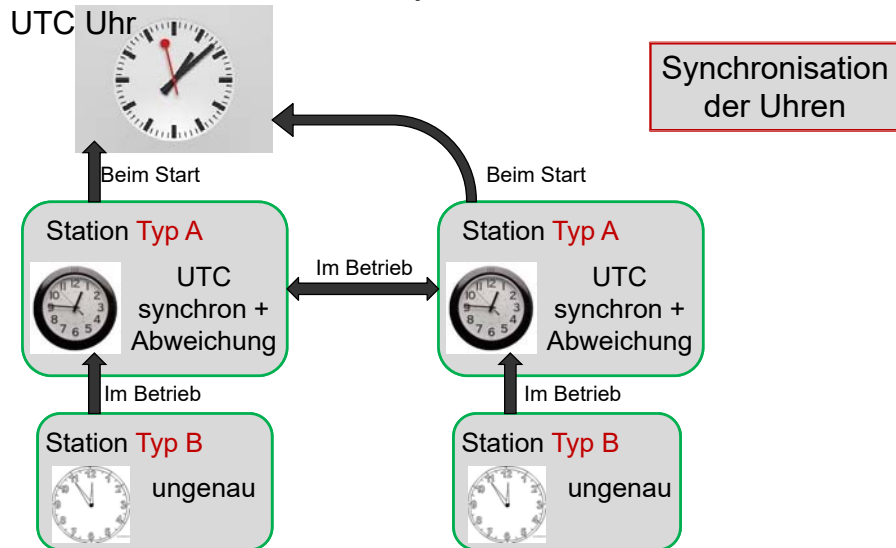 UTC Uhr
Synchronisation
der Uhren
Beim Start
Beim Start
Station Typ A
UTC
synchron +
Abweichung
Im Betrieb
Station Typ A
UTC
synchron +
Abweichung
Im Betrieb
Im Betrieb
Station Typ B
ungenau
Station Typ B
ungenau